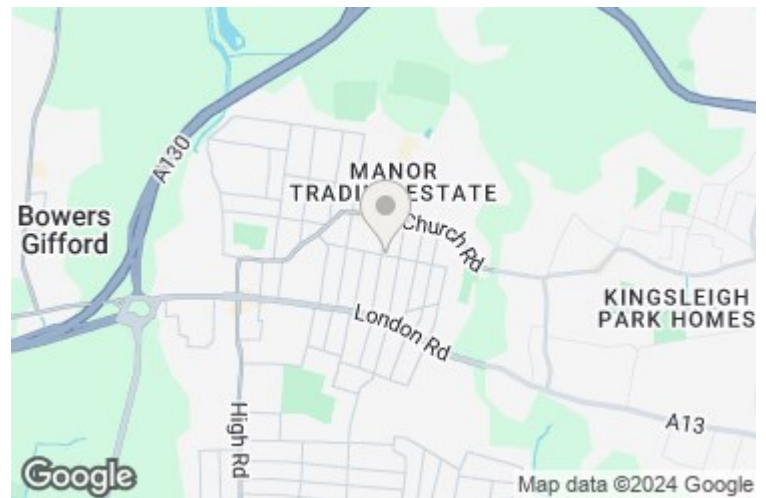 A130
MANOR
TRADING ESTATE
Bowers
Gifford
Church Rd
KINGSLEIGH
PARK HOMES
London Rd
High Rd
A13
Google
Map data ©2024 Google